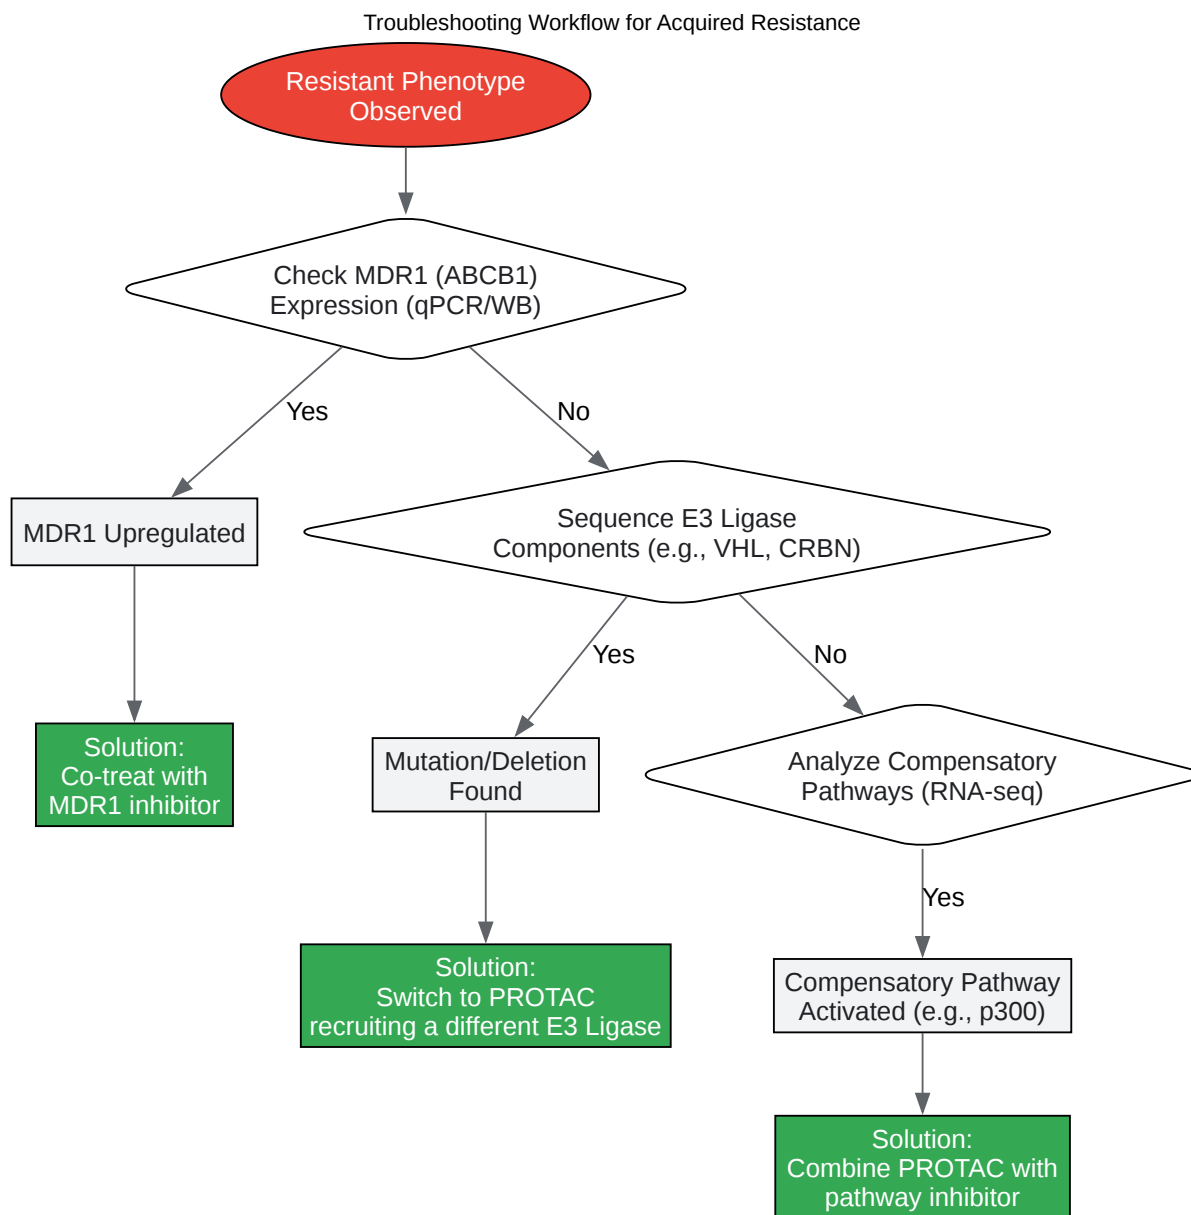 Troubleshooting Workflow for Acquired Resistance
Resistant Phenotype
Observed
Check MDR1 (ABCB1)
Expression (qPCR/WB)
Yes
No
MDR1 Upregulated
Sequence E3 Ligase
Components (e.g., VHL, CRBN)
Yes
No
Solution:
Co-treat with
MDR1 inhibitor
Mutation/Deletion
Found
Analyze Compensatory
Pathways (RNA-seq)
Yes
Solution:
Switch to PROTAC
recruiting a different E3 Ligase
Compensatory Pathway
Activated (e.g., p300)
Solution:
Combine PROTAC with
pathway inhibitor